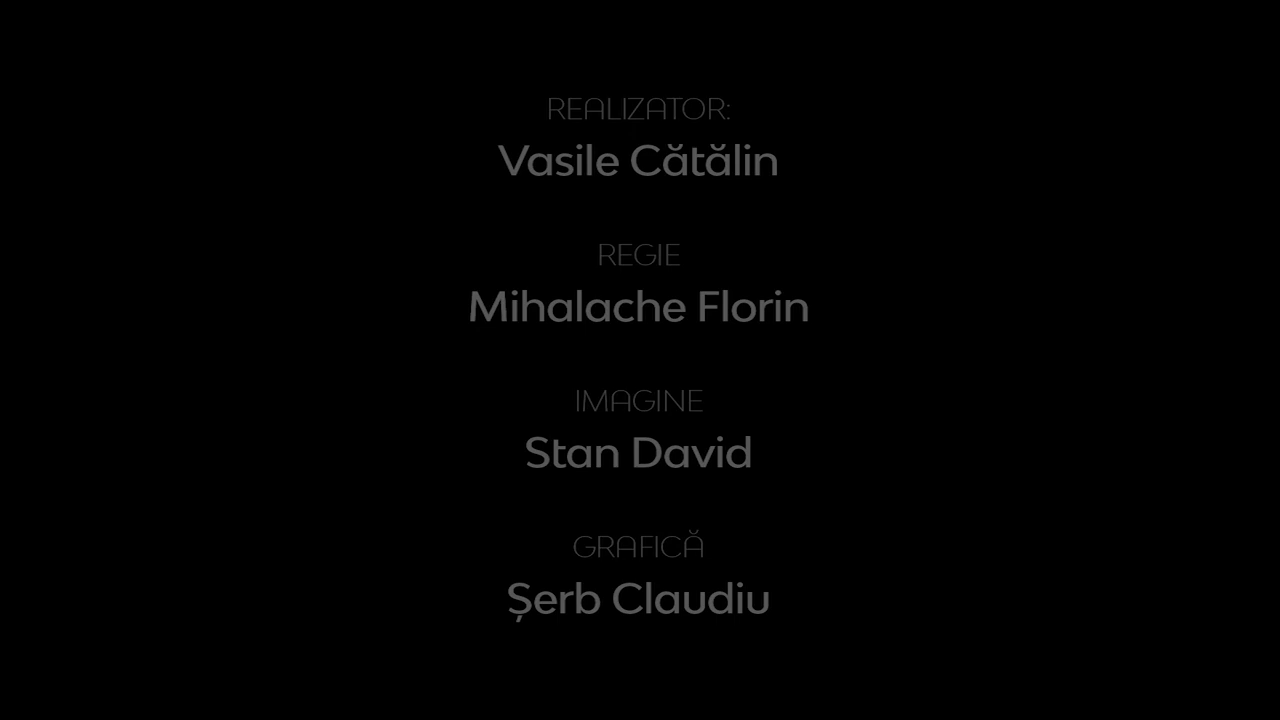 REALIZATOR:
Vasile Cătălin
REGIE
Mihalache Florin
IMAGINE
Stan David
GRAFICĂ
Șerb Claudiu